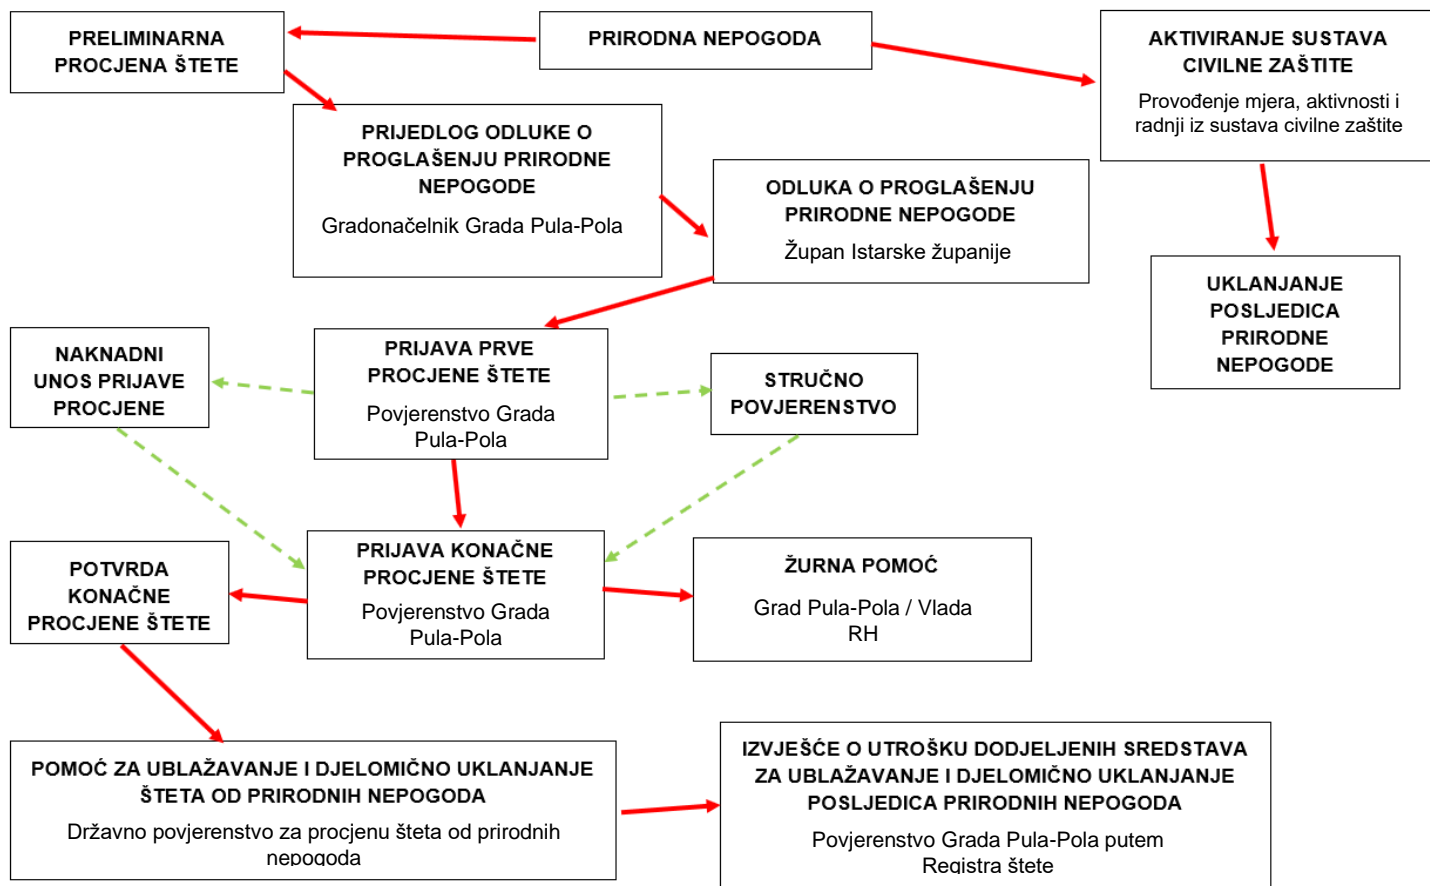 PRELIMINARNA
PROCJENA ŠTETE
PRIRODNA NEPOGODA
AKTIVIRANJE SUSTAVA
CIVILNE ZAŠTITE
Provođenje mjera, aktivnosti i
radnji iz sustava civilne zaštite
PRIJEDLOG ODLUKE O
PROGLAŠENJU PRIRODNE
NEPOGODE
Gradonačelnik Grada Pula-Pola
ODLUKA O PROGLAŠENJU
PRIRODNE NEPOGODE
Župan Istarske županije
UKLANJANJE
POSLJEDICA
PRIRODNE
NEPOGODE
NAKNADNI
UNOS PRIJAVE
PROCJENE
PRIJAVA PRVE
PROCJENE ŠTETE
Povjerenstvo Grada
Pula-Pola
STRUČNO
POVJERENSTVO
POTVRDA
KONAČNE
PROCJENE ŠTETE
PRIJAVA KONAČNE
PROCJENE ŠTETE
Povjerenstvo Grada
Pula-Pola
ŽURNA POMOĆ
Grad Pula-Pola / Vlada
RH
POMOĆ ZA UBLAŽAVANJE I DJELOMIČNO UKLANJANJE
ŠTETA OD PRIRODNIH NEPOGODA
Državno povjerenstvo za procjenu šteta od prirodnih
nepogoda
IZVJEŠĆE O UTROŠKU DODJELJENIH SREDSTAVA
ZA UBLAŽAVANJE I DJELOMIČNO UKLANJANJE
POSLJEDICA PRIRODNIH NEPOGODA
Povjerenstvo Grada Pula-Pola putem
Registra štete